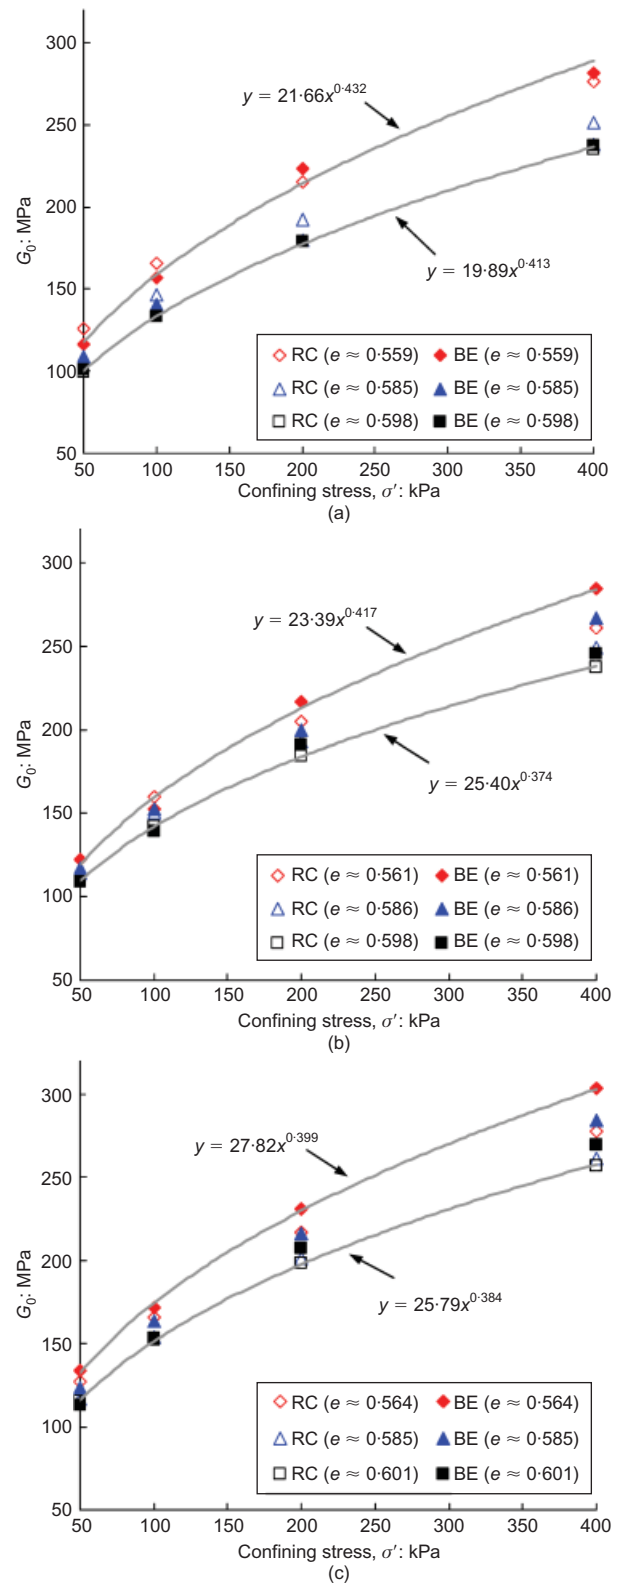 300
y = 21·66x^0·432
250
200
G0: MPa
150
y = 19·89x^0·413
RC (e ≈ 0·559) BE (e ≈ 0·559)
100
RC (e ≈ 0·585) BE (e ≈ 0·585)
RC (e ≈ 0·598) BE (e ≈ 0·598)
50
50 100 150 200 250 300 350 400
Confining stress, σ′: kPa
(a)
300
y = 23·39x^0·417
250
200
G0: MPa
y = 25·40x^0·374
150
RC (e ≈ 0·561) BE (e ≈ 0·561)
100
RC (e ≈ 0·586) BE (e ≈ 0·586)
RC (e ≈ 0·598) BE (e ≈ 0·598)
50
50 100 150 200 250 300 350 400
Confining stress, σ′: kPa
(b)
300
y = 27·82x^0·399
250
200
G0: MPa
y = 25·79x^0·384
150
RC (e ≈ 0·564) BE (e ≈ 0·564)
100
RC (e ≈ 0·585) BE (e ≈ 0·585)
RC (e ≈ 0·601) BE (e ≈ 0·601)
50
50 100 150 200 250 300 350 400
Confining stress, σ′: kPa
(c)